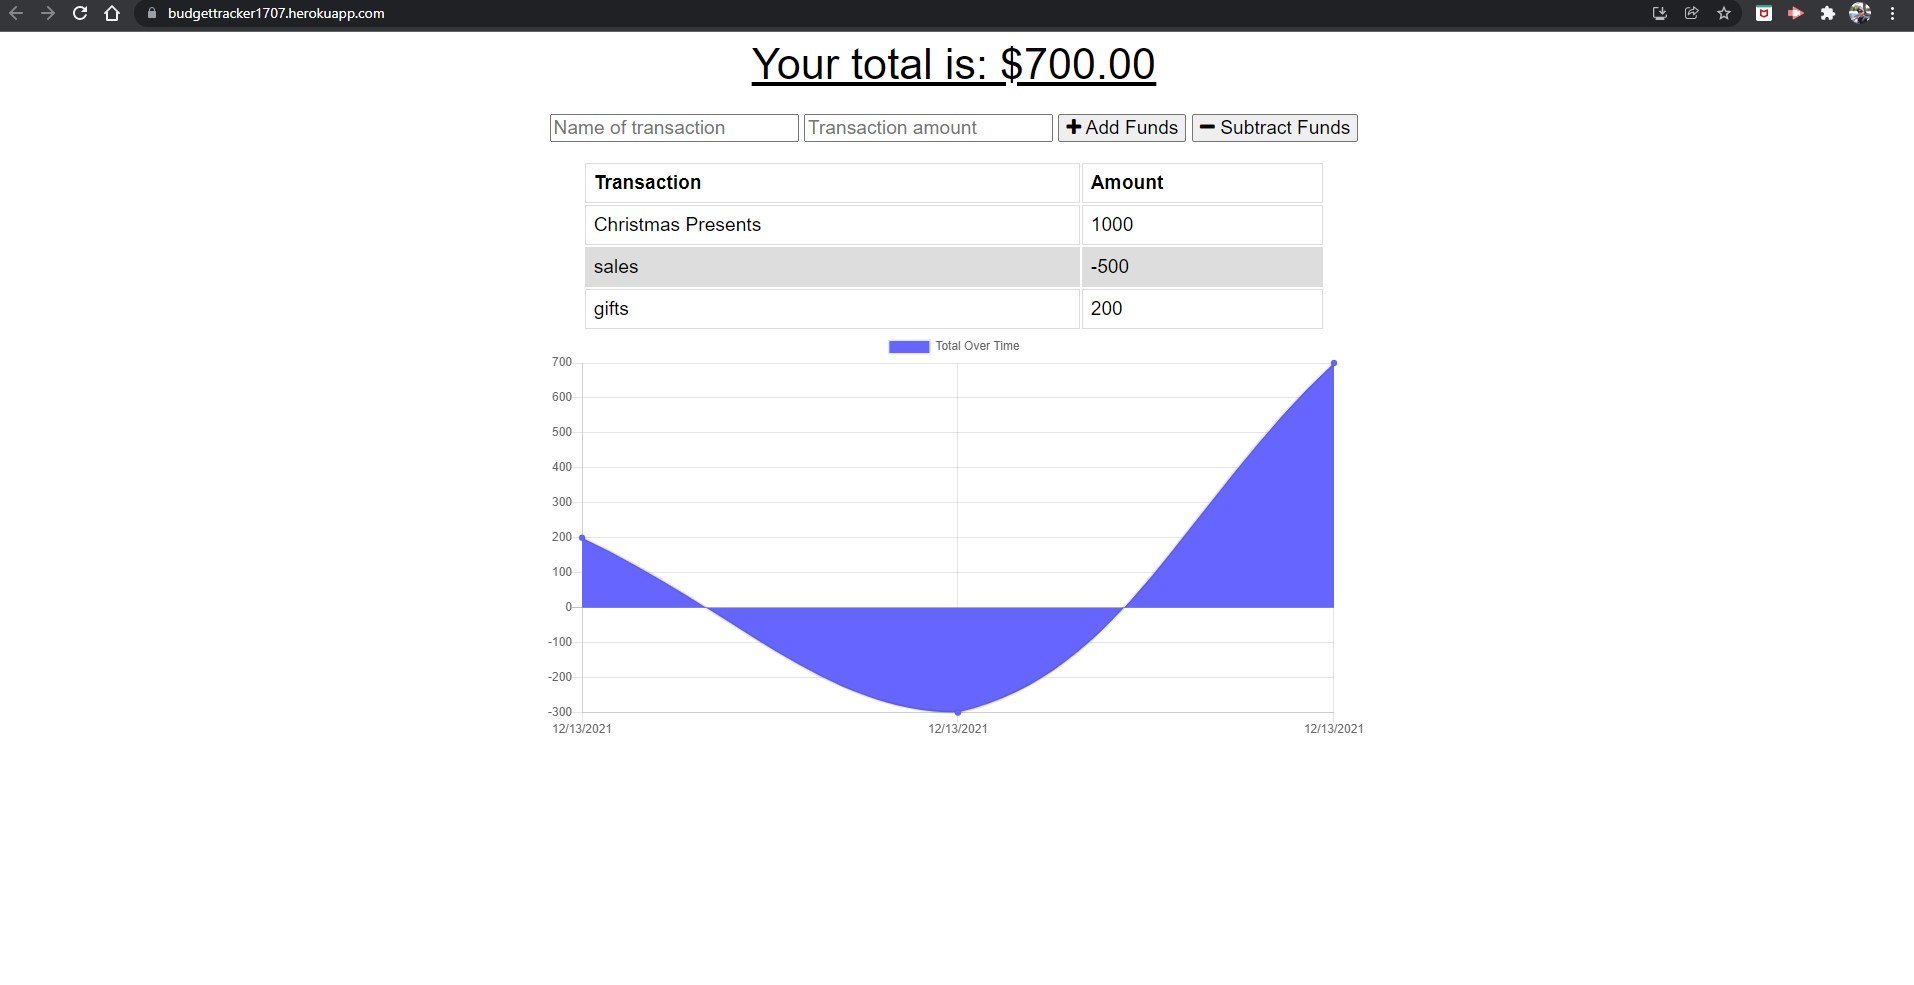 budgettracker1707.herokuapp.com
Your total is: $700.00
Name of transaction Transaction amount Add Funds Subtract Funds
Transaction Amount
Christmas Presents 1000
sales -500
gifts 200
Total Over Time
700
600
500
400
300
200
100
0
-100
-200
-300
12/13/2021 12/13/2021 12/13/2021